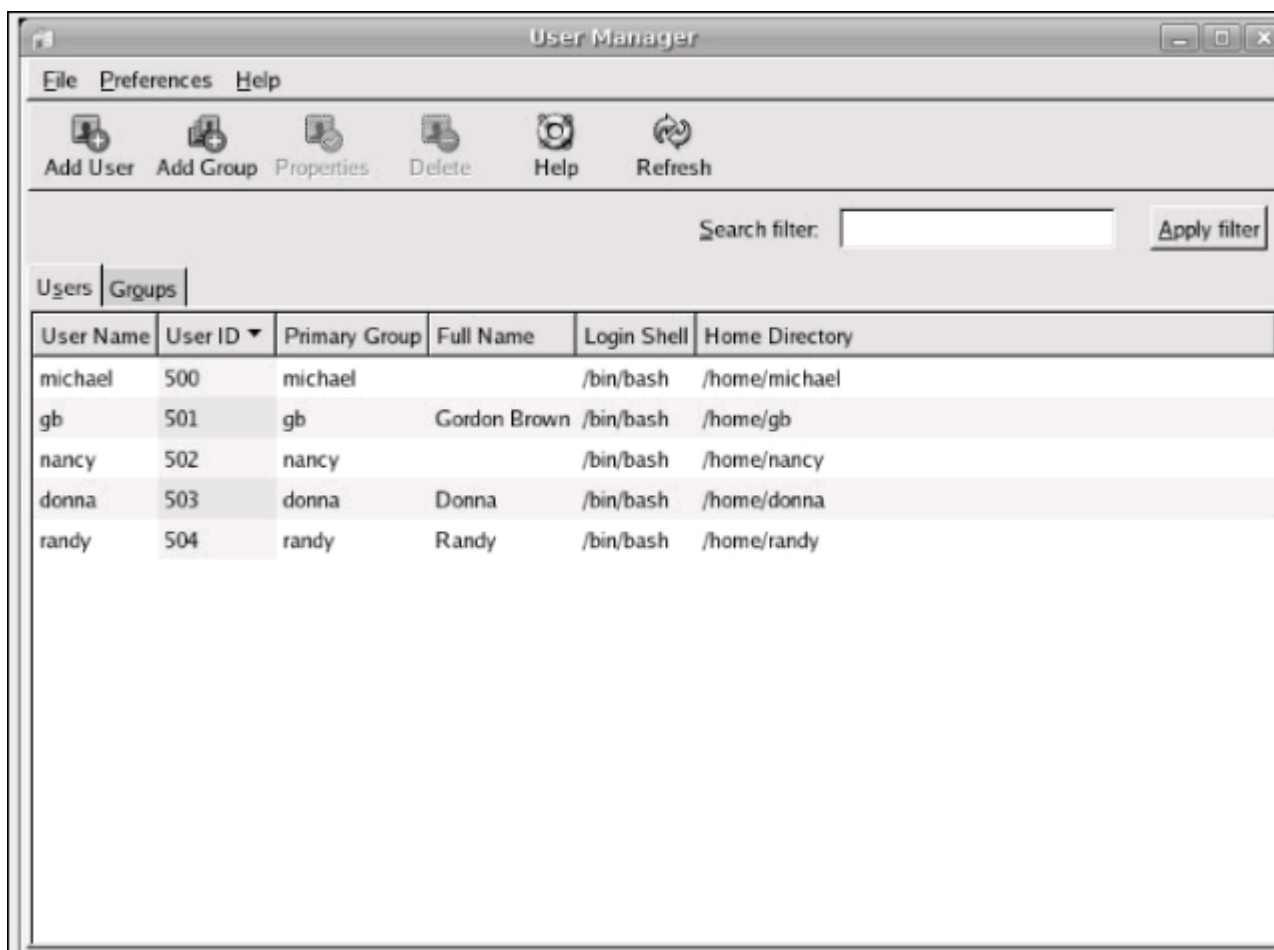 User Manager
File Preferences Help
Add User Add Group Properties Delete Help Refresh
Search filter: Apply filter
Users Groups
User Name User ID Primary Group Full Name Login Shell Home Directory
michael 500 michael /bin/bash /home/michael
gb 501 gb Gordon Brown /bin/bash /home/gb
nancy 502 nancy /bin/bash /home/nancy
donna 503 donna Donna /bin/bash /home/donna
randy 504 randy Randy /bin/bash /home/randy